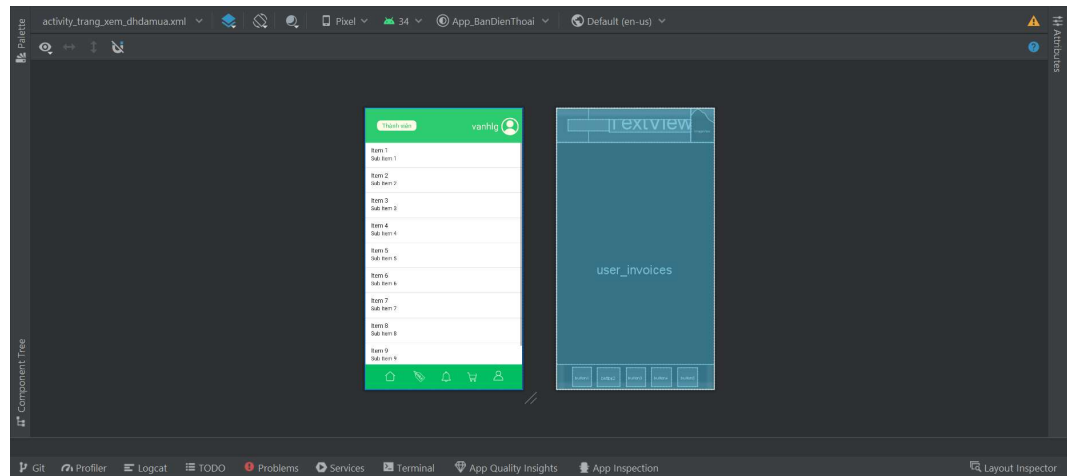 activity_trang_xem_dhdamua.xml
Pixel
34
App_BanDienThoai
Default (en-us)
Palette
Attributes
Thành viên
vanhlg
Item 1
Sub Item 1
Item 2
Sub Item 2
Item 3
Sub Item 3
Item 4
Sub Item 4
Item 5
Sub Item 5
Item 6
Sub Item 6
Item 7
Sub Item 7
Item 8
Sub Item 8
Item 9
Sub Item 9
TextView
user_invoices
Component Tree
Git
Profiler
Logcat
TODO
Problems
Services
Terminal
App Quality Insights
App Inspection
Layout Inspector